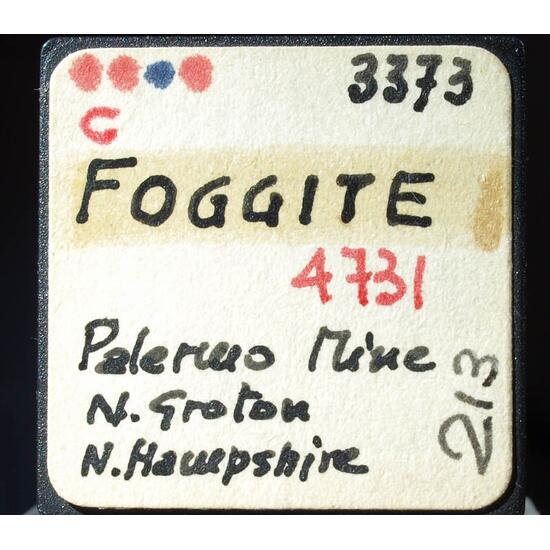 3373
C
FOGGITE
4731
Palermo Mine
N. Groton
N. Hampshire
213